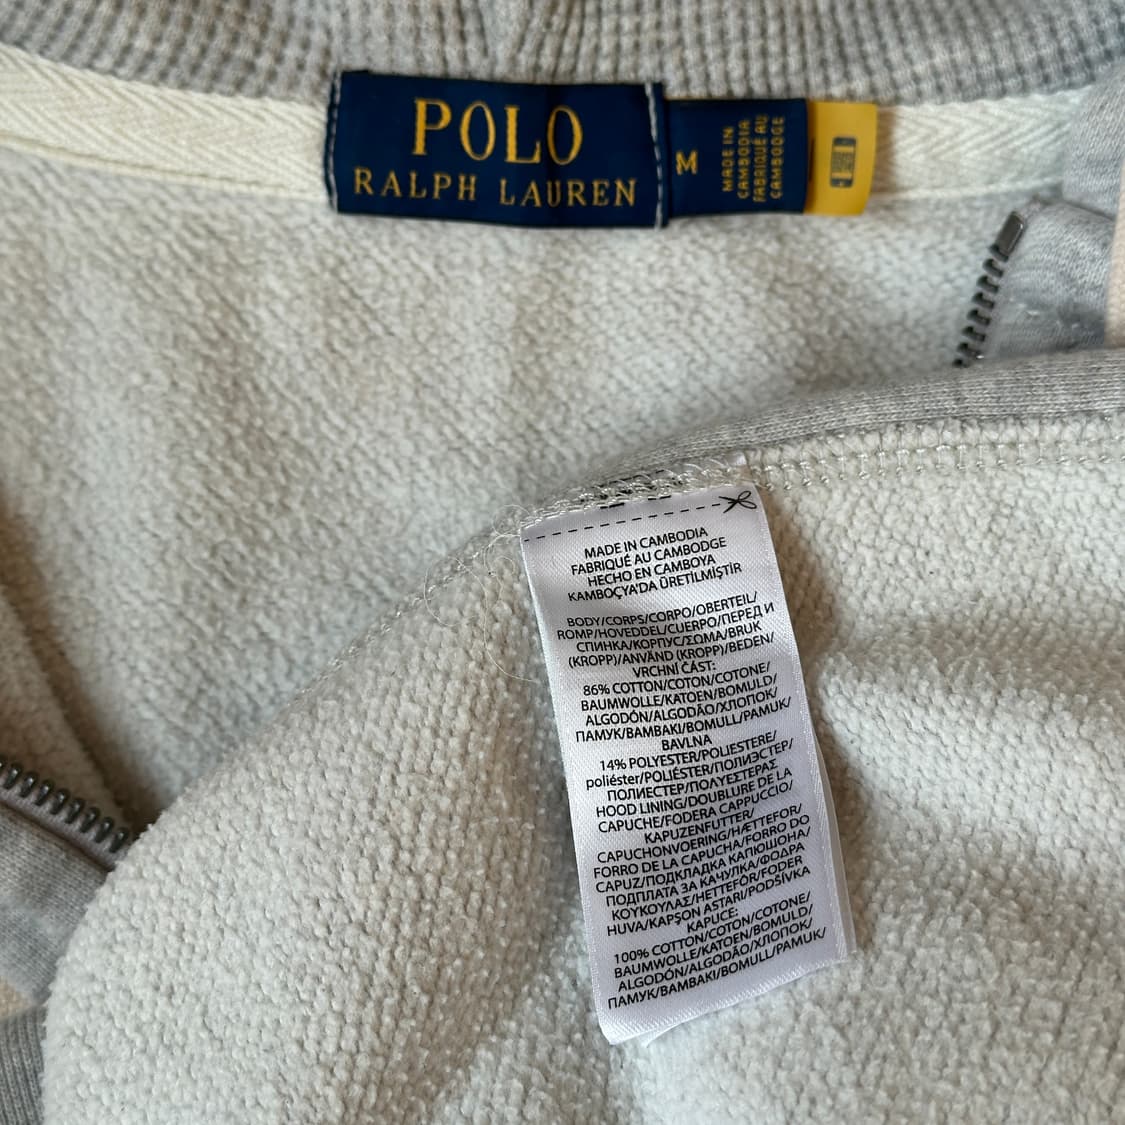 POLO
RALPH LAUREN
M
MADE IN
CAMBODIA
FABRIQUÉ AU
CAMBODGE
MADE IN CAMBODIA
FABRIQUÉ AU CAMBODGE
HECHO EN CAMBOYA
KAMBOÇYA'DA ÜRETİLMİŞTİR
BODY/CORPS/CORPO/OBERTEIL/
ROMP/HOVEDDEL/CUERPO/ПЕРЕД И
СПИНКА/КОРПУС/ΣΩΜΑ/BRUK
(KROPP)/ANVÄND (KROPP)/BEDEN/
VRCHNÍ ČÁST:
86% COTTON/COTON/COTONE/
BAUMWOLLE/KATOEN/BOMULD/
ALGODÓN/ALGODÃO/ХЛОПОК/
ПАМУК/ΒΑΜΒΑΚΙ/BOMULL/PAMUK/
BAVLNA
14% POLYESTER/POLIESTERE/
poliéster/POLIÉSTER/ПОЛИЭСТЕР/
ПОЛИЕСТЕР/ΠΟΛΥΕΣΤΕΡΑΣ
HOOD LINING/DOUBLURE DE LA
CAPUCHE/FODERA CAPPUCCIO/
KAPUZENFUTTER/
CAPUCHONVOERING/HÆTTEFOR/
FORRO DE LA CAPUCHA/FORRO DO
CAPUZ/ПОДКЛАДКА КАПЮШОНА/
ПОДПЛАТА ЗА КАЧУЛКА/ΦΟΔΡΑ
ΚΟΥΚΟΥΛΑΣ/HETTEFÔR/FODER
HUVA/KAPŞON ASTARI/PODŠÍVKA
KAPUCE:
100% COTTON/COTON/COTONE/
BAUMWOLLE/KATOEN/BOMULD/
ALGODÓN/ALGODÃO/ХЛОПОК/
ПАМУК/ΒΑΜΒΑΚΙ/BOMULL/PAMUK/